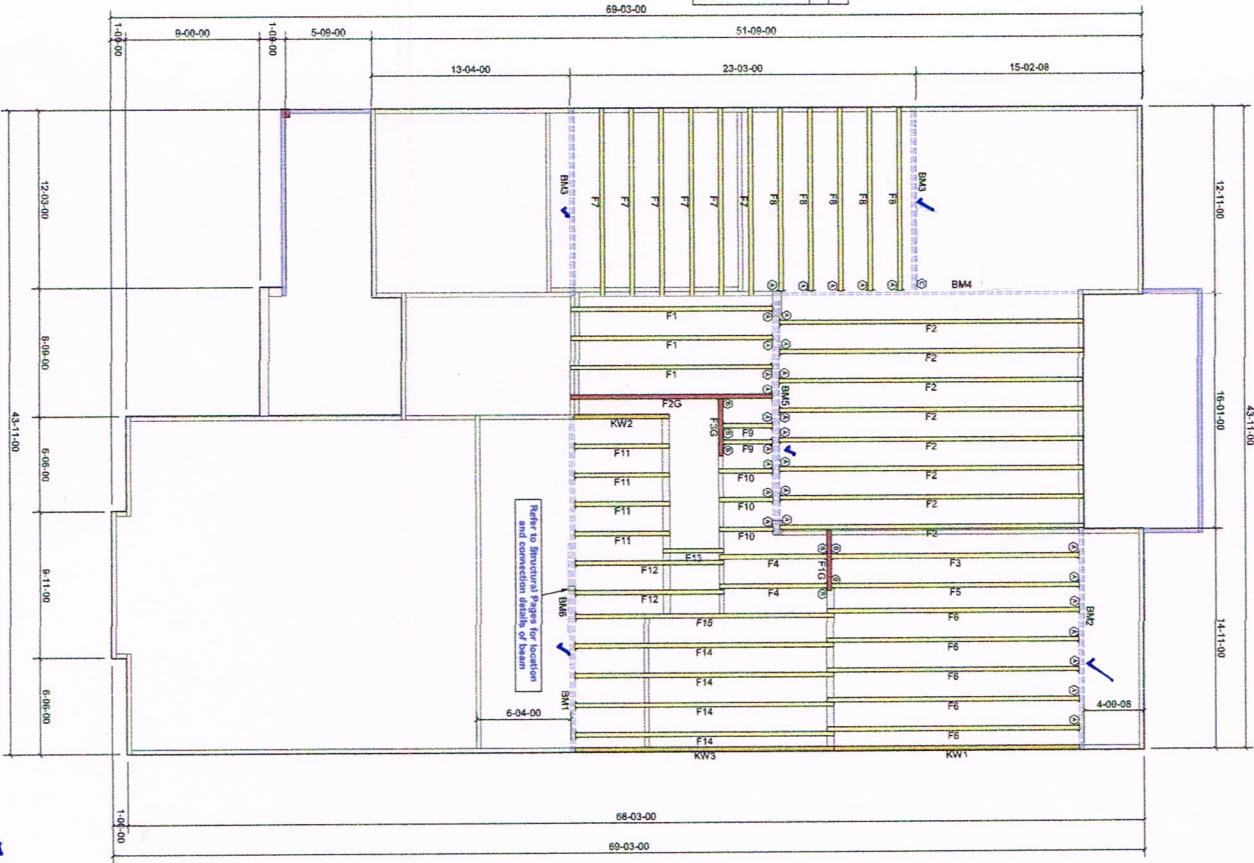 69-03-00
1-00-00
9-00-00
1-09-00
5-09-00
51-09-00
13-04-00
23-03-00
15-02-08
12-11-00
16-01-00
14-11-00
43-11-00
4-00-08
12-03-00
8-09-00
9-11-00
6-06-00
43-11-00
BM3
F7
F7
F7
F7
F7
F7
F8
F8
F8
F8
F8
BM3
C
A
A
A
A
A
BM4
F1
F1
F1
A
A
A
F2
F2
F2
F2
F2
F2
F2
F2
A
A
A
A
A
A
A
A
BM5
F2G
F3G
B
B
B
KW2
F9
F9
F10
F10
F10
A
A
A
A
A
F11
F11
F11
F11
F12
F12
F13
F4
F4
F1G
B
B
B
F3
F5
F6
F6
F6
F6
F6
A
A
A
A
A
A
BM2
F15
F14
F14
F14
F14
BM6
BM1
Refer to Structural Pages for location
and connection details of beam
6-04-00
KW3
KW1
1-00-00
68-03-00
69-03-00